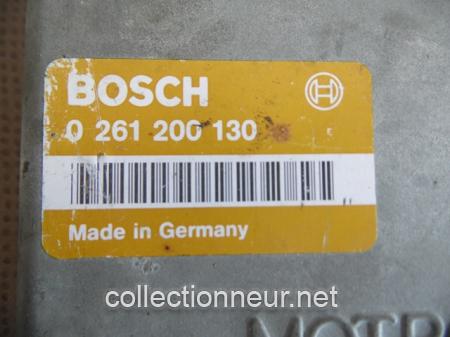 BOSCH
0 261 200 130
Made in Germany
collectionneur.net